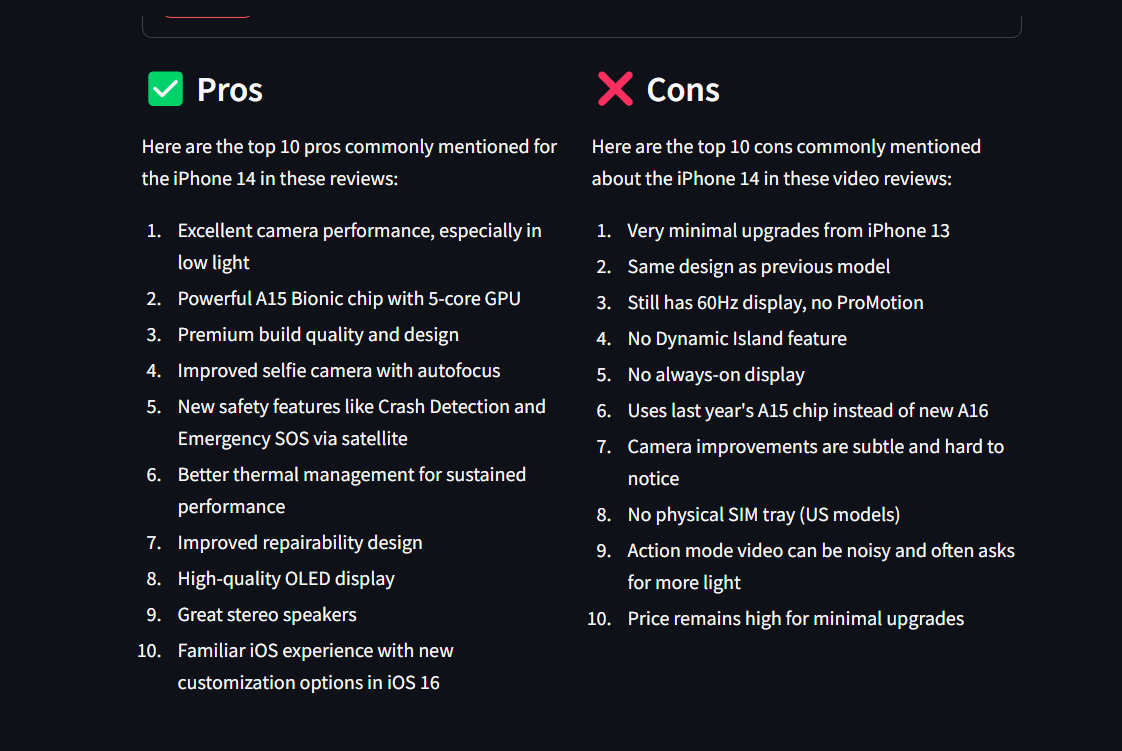 Pros
Here are the top 10 pros commonly mentioned for
the iPhone 14 in these reviews:
1. Excellent camera performance, especially in
low light
2. Powerful A15 Bionic chip with 5-core GPU
3. Premium build quality and design
4. Improved selfie camera with autofocus
5. New safety features like Crash Detection and
Emergency SOS via satellite
6. Better thermal management for sustained
performance
7. Improved repairability design
8. High-quality OLED display
9. Great stereo speakers
10. Familiar iOS experience with new
customization options in iOS 16
Cons
Here are the top 10 cons commonly mentioned
about the iPhone 14 in these video reviews:
1. Very minimal upgrades from iPhone 13
2. Same design as previous model
3. Still has 60Hz display, no ProMotion
4. No Dynamic Island feature
5. No always-on display
6. Uses last year's A15 chip instead of new A16
7. Camera improvements are subtle and hard to
notice
8. No physical SIM tray (US models)
9. Action mode video can be noisy and often asks
for more light
10. Price remains high for minimal upgrades